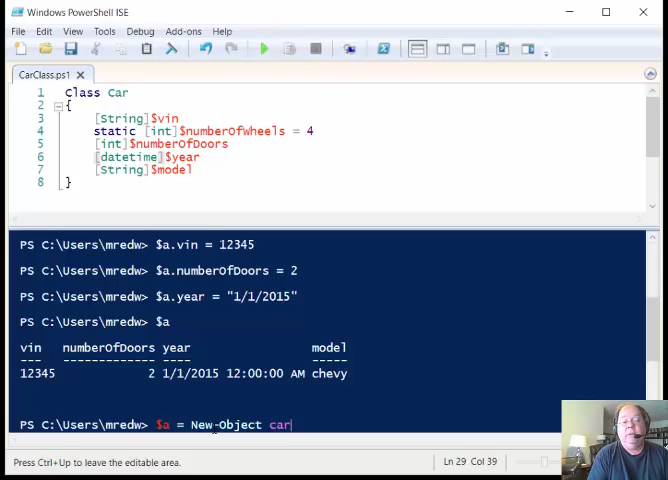 Windows PowerShell ISE
File Edit View Tools Debug Add-ons Help
CarClass.ps1
1 Class Car
2 {
3 [String]$vin
4 static [int]$numberOfWheels = 4
5 [int]$numberOfDoors
6 [datetime]$year
7 [String]$model
8 }
PS C:\Users\mredw> $a.vin = 12345
PS C:\Users\mredw> $a.numberOfDoors = 2
PS C:\Users\mredw> $a.year = "1/1/2015"
PS C:\Users\mredw> $a
vin numberOfDoors year model
--- ------------- ---- -----
12345 2 1/1/2015 12:00:00 AM chevy
PS C:\Users\mredw> $a = New-Object car
Press Ctrl+Up to leave the editable area. Ln 29 Col 39